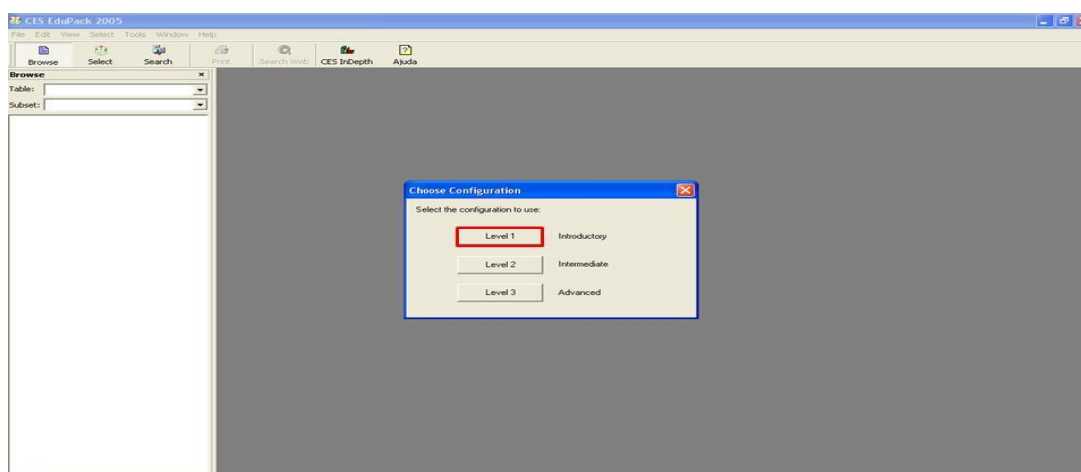 CES EduPack 2005
File Edit View Select Tools Window Help
Browse Select Search Print Search Web CES InDepth Ajuda
Browse
Table:
Subset:
Choose Configuration
Select the configuration to use:
Level 1 Introductory
Level 2 Intermediate
Level 3 Advanced